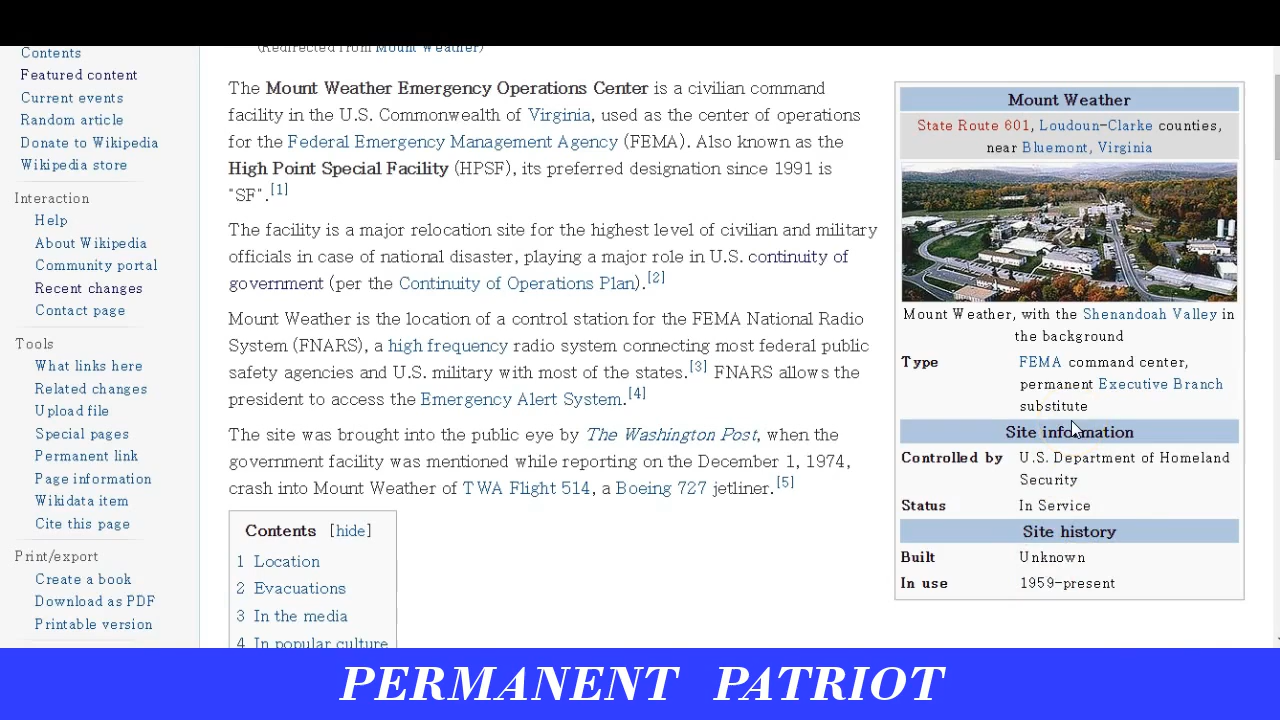 Contents
Featured content
Current events
Random article
Donate to Wikipedia
Wikipedia store
Interaction
Help
About Wikipedia
Community portal
Recent changes
Contact page
Tools
What links here
Related changes
Upload file
Special pages
Permanent link
Page information
Wikidata item
Cite this page
Print/export
Create a book
Download as PDF
Printable version
(Redirected from Mount Weather)
The Mount Weather Emergency Operations Center is a civilian command
facility in the U.S. Commonwealth of Virginia, used as the center of operations
for the Federal Emergency Management Agency (FEMA). Also known as the
High Point Special Facility (HPSF), its preferred designation since 1991 is
"SF".[1]
The facility is a major relocation site for the highest level of civilian and military
officials in case of national disaster, playing a major role in U.S. continuity of
government (per the Continuity of Operations Plan).[2]
Mount Weather is the location of a control station for the FEMA National Radio
System (FNARS), a high frequency radio system connecting most federal public
safety agencies and U.S. military with most of the states.[3] FNARS allows the
president to access the Emergency Alert System.[4]
The site was brought into the public eye by The Washington Post, when the
government facility was mentioned while reporting on the December 1, 1974,
crash into Mount Weather of TWA Flight 514, a Boeing 727 jetliner.[5]
Contents [hide]
1 Location
2 Evacuations
3 In the media
4 In popular culture
Mount Weather
State Route 601, Loudoun-Clarke counties,
near Bluemont, Virginia
Mount Weather, with the Shenandoah Valley in
the background
Type FEMA command center,
permanent Executive Branch
substitute
Site information
Controlled by U.S. Department of Homeland
Security
Status In Service
Site history
Built Unknown
In use 1959-present
PERMANENT PATRIOT